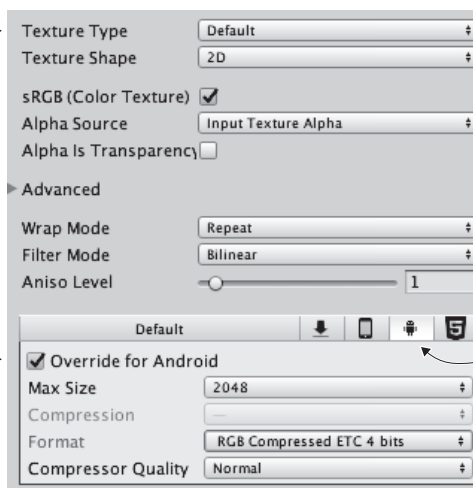 Texture Type Default
Texture Shape 2D
sRGB (Color Texture)
Alpha Source Input Texture Alpha
Alpha Is Transparency
Advanced
Wrap Mode Repeat
Filter Mode Bilinear
Aniso Level 1
Default
Override for Android
Max Size 2048
Compression —
Format RGB Compressed ETC 4 bits
Compressor Quality Normal